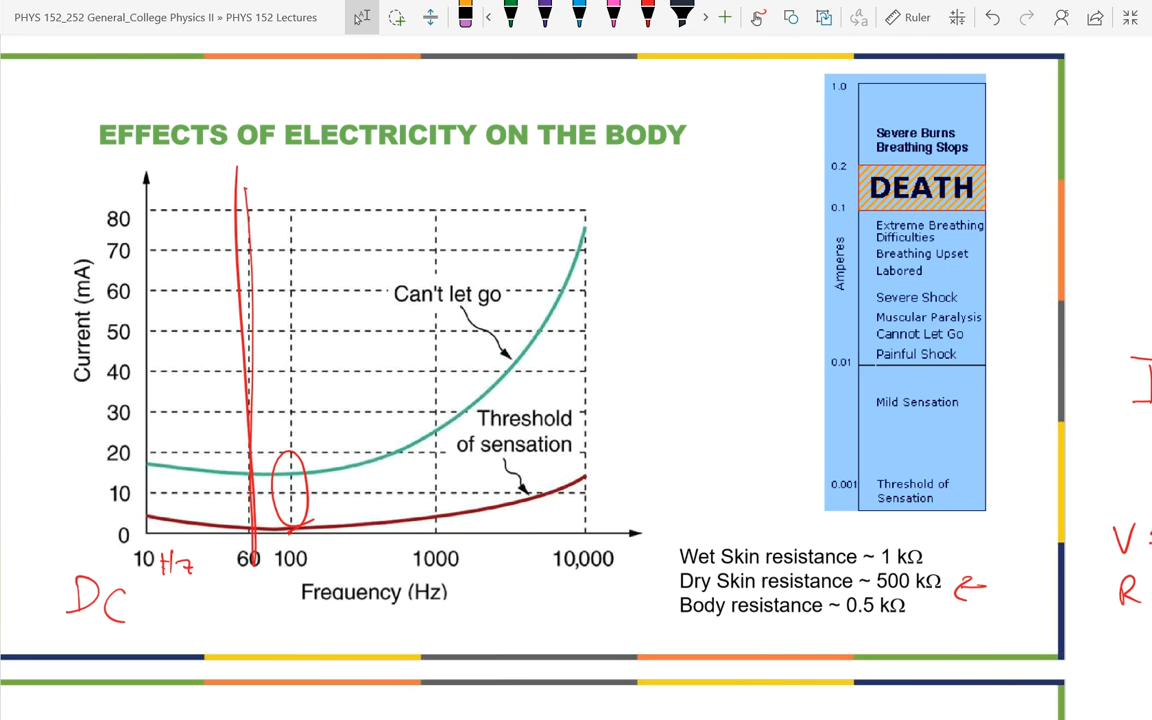 PHYS 152_252 General_College Physics II » PHYS 152 Lectures
Ruler
EFFECTS OF ELECTRICITY ON THE BODY
Current (mA)
80
70
60
50
40
30
20
10
0
Can't let go
Threshold
of sensation
10 Hz 60 100 1000 10,000
Frequency (Hz)
DC
Amperes
1.0
Severe Burns
Breathing Stops
0.2
DEATH
0.1
Extreme Breathing
Difficulties
Breathing Upset
Labored
Severe Shock
Muscular Paralysis
Cannot Let Go
Painful Shock
0.01
Mild Sensation
0.001
Threshold of
Sensation
Wet Skin resistance ~ 1 kΩ
Dry Skin resistance ~ 500 kΩ
Body resistance ~ 0.5 kΩ
I
V =
R